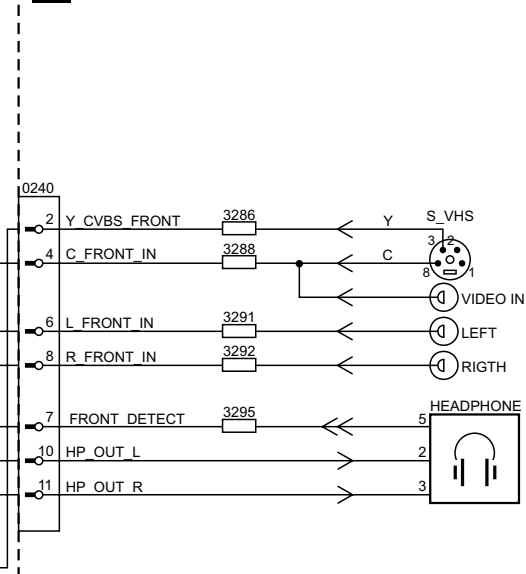 0240
2 Y_CVBS_FRONT 3286 Y S_VHS
3 2
4 C_FRONT_IN 3288 C
8 1
VIDEO IN
6 L_FRONT_IN 3291 LEFT
8 R_FRONT_IN 3292 RIGTH
HEADPHONE
7 FRONT_DETECT 3295 5
10 HP_OUT_L 2
11 HP_OUT_R 3